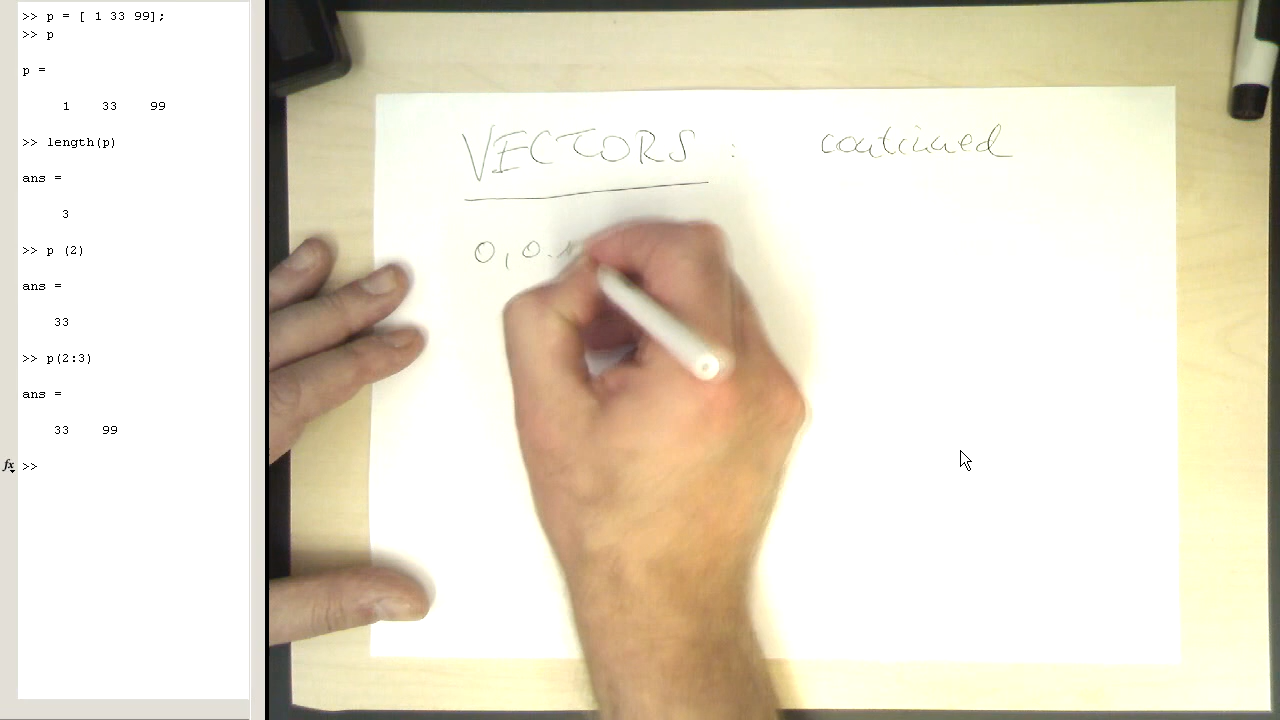 >> p = [ 1 33 99];
>> p
p =
1 33 99
>> length(p)
ans =
3
>> p (2)
ans =
33
>> p(2:3)
ans =
33 99
fx >>
VECTORS : continued
0, 0.